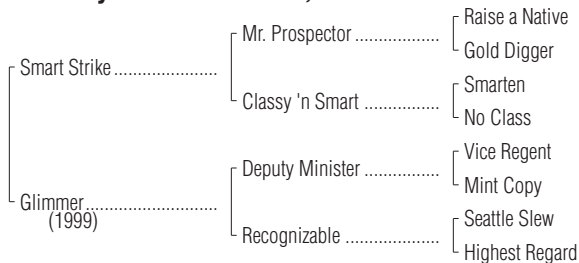 Raise a Native
Mr. Prospector ..................
Gold Digger
Smart Strike ......................
Smarten
Classy 'n Smart ................
No Class
Vice Regent
Deputy Minister ................
Mint Copy
Glimmer............................
(1999)
Seattle Slew
Recognizable ....................
Highest Regard